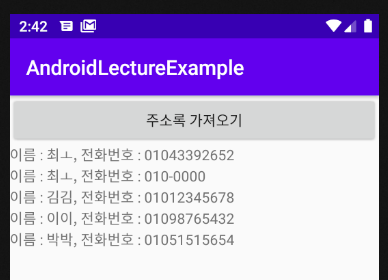 2:42
AndroidLectureExample
주소록 가져오기
이름 : 최ㅗ, 전화번호 : 01043392652
이름 : 최ㅗ, 전화번호 : 010-0000
이름 : 김김, 전화번호 : 01012345678
이름 : 이이, 전화번호 : 01098765432
이름 : 박박, 전화번호 : 01051515654